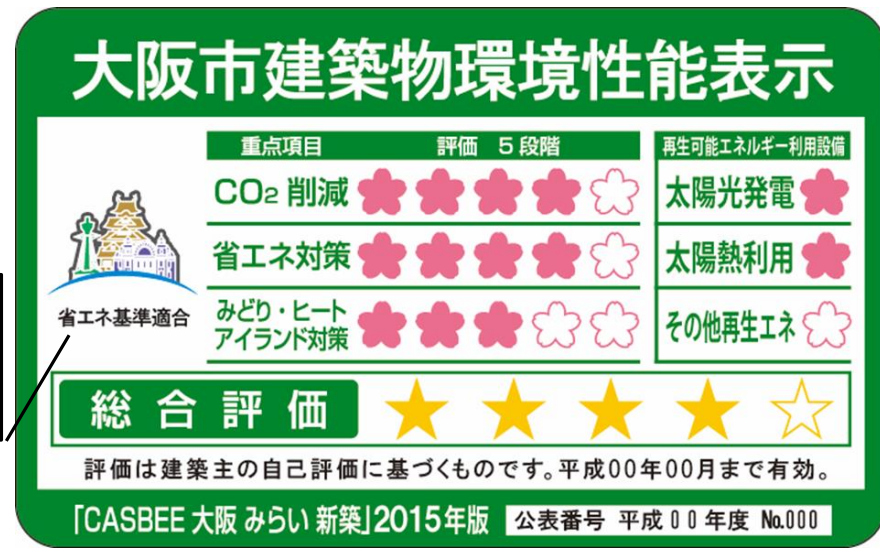 大阪市建築物環境性能表示
重点項目 評価 5段階
CO2 削減
省エネ対策
みどり・ヒート
アイランド対策
再生可能エネルギー利用設備
太陽光発電
太陽熱利用
その他再生エネ
省エネ基準適合
総合評価
評価は建築主の自己評価に基づくものです。平成00年00月まで有効。
「CASBEE 大阪 みらい 新築」2015年版 公表番号 平成00年度 No.000